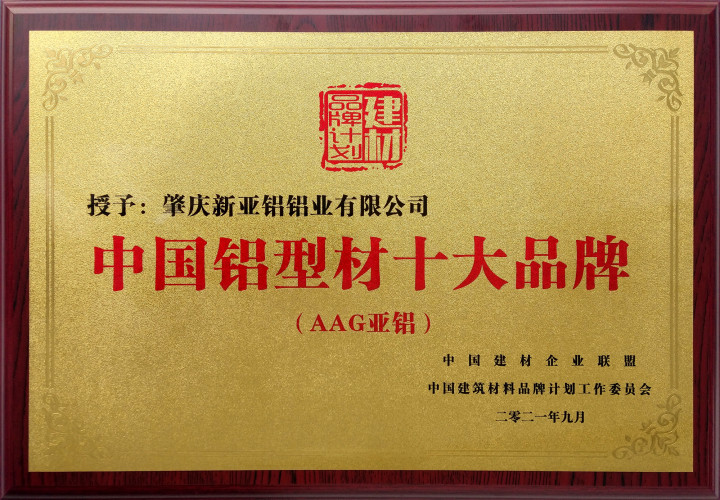 建材
品牌计划
授予：肇庆新亚铝铝业有限公司
中国铝型材十大品牌
（AAG亚铝）
中国建材企业联盟
中国建筑材料品牌计划工作委员会
二零二一年九月